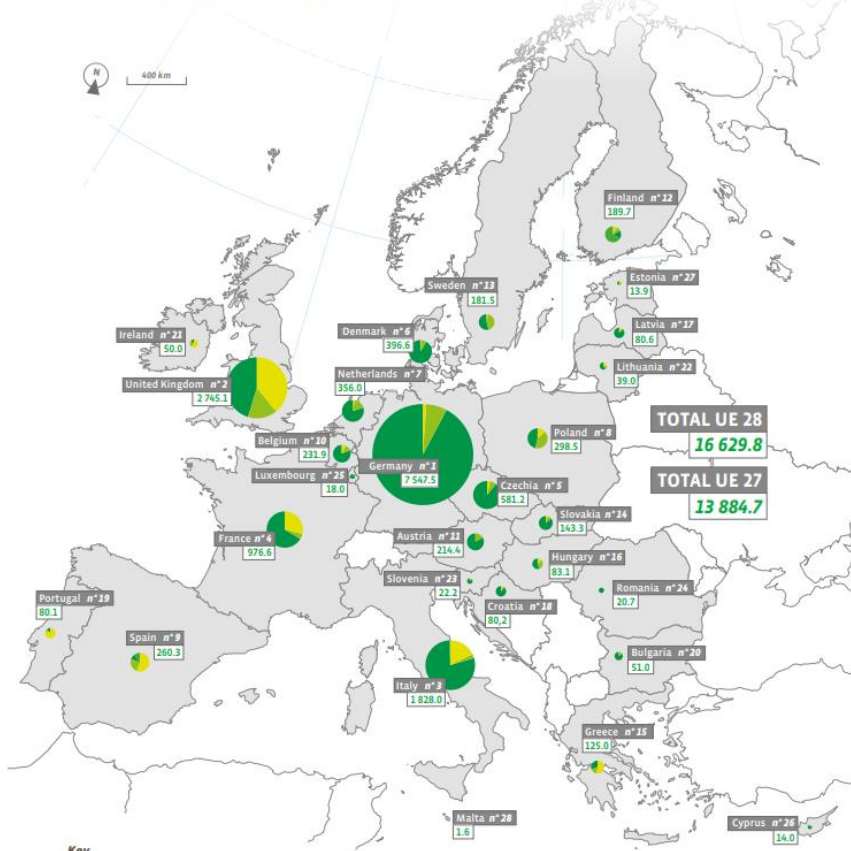 N
400 km
Finland n°12
189.7
Estonia n°27
13.9
Sweden n°13
181.5
Latvia n°17
80.6
Denmark n°6
396.6
Ireland n°21
50.0
Lithuania n°22
39.0
Netherlands n°7
356.0
United Kingdom n°2
2 745.1
TOTAL UE 28
16 629.8
Poland n°8
298.5
Belgium n°10
231.9
Germany n°1
7 547.5
Luxembourg n°25
18.0
TOTAL UE 27
13 884.7
Czechia n°5
581.2
Slovakia n°14
143.3
France n°4
976.6
Austria n°11
214.4
Hungary n°16
83.1
Slovenia n°23
22.2
Romania n°24
20.7
Croatia n°18
80,2
Portugal n°19
80.1
Spain n°9
260.3
Bulgaria n°20
51.0
Italy n°3
1 828.0
Greece n°15
125.0
Malta n°28
1.6
Cyprus n°26
14.0
Key